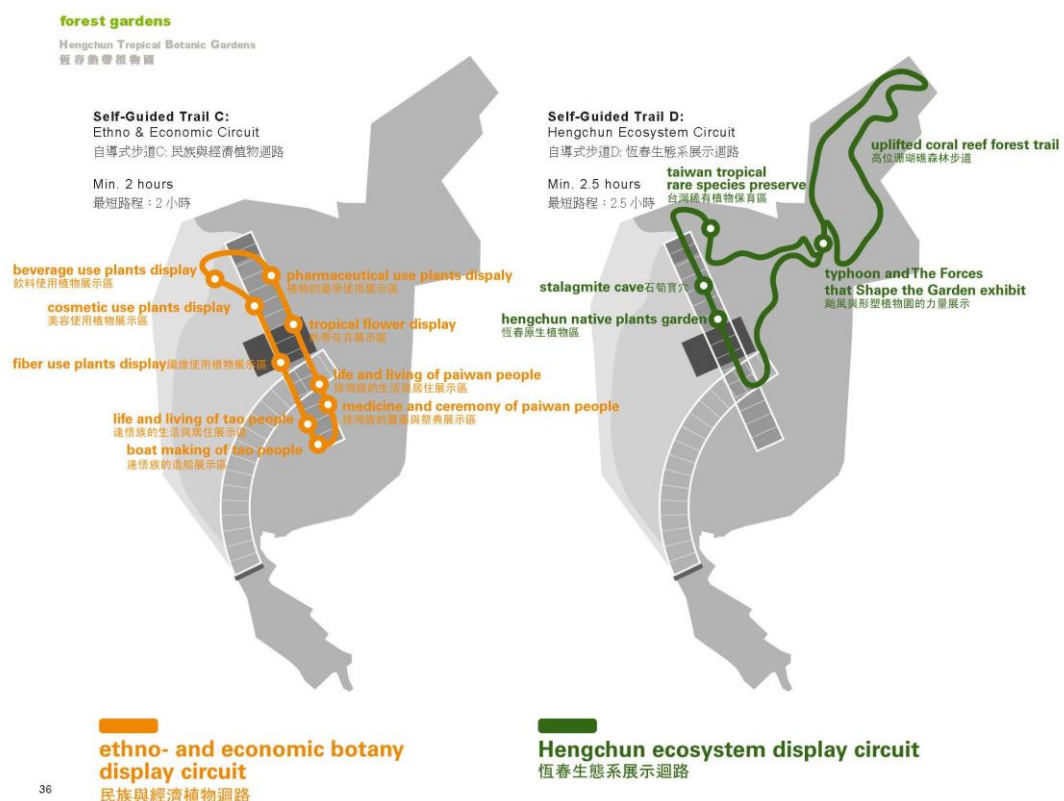 forest gardens
Hengchun Tropical Botanic Gardens
恆春熱帶植物園
Self-Guided Trail C:
Ethno & Economic Circuit
自導式步道C: 民族與經濟植物迴路
Min. 2 hours
最短路程：2 小時
beverage use plants display
飲料使用植物展示區
cosmetic use plants display
美容使用植物展示區
fiber use plants display纖維使用植物展示區
life and living of tao people
達悟族的生活與居住展示區
boat making of tao people
達悟族的造船展示區
pharmaceutical use plants dispaly
植物的藥學使用展示區
tropical flower display
熱帶花卉展示區
life and living of paiwan people
排灣族的生活與居住展示區
medicine and ceremony of paiwan people
排灣族的醫藥與祭典展示區
ethno- and economic botany
display circuit
民族與經濟植物迴路
Self-Guided Trail D:
Hengchun Ecosystem Circuit
自導式步道D: 恆春生態系展示迴路
Min. 2.5 hours
最短路程：2.5 小時
taiwan tropical
rare species preserve
台灣稀有植物保育區
uplifted coral reef forest trail
高位珊瑚礁森林步道
stalagmite cave石筍寶穴
hengchun native plants garden
恆春原生植物區
typhoon and The Forces
that Shape the Garden exhibit
颱風與形塑植物園的力量展示
Hengchun ecosystem display circuit
恆春生態系展示迴路
36